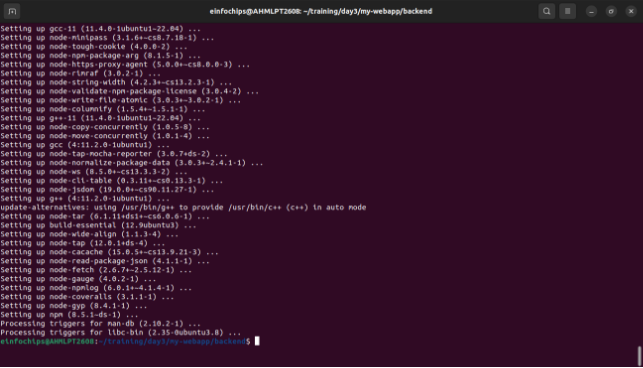 einfochips@AHMLPT2608: ~/training/day3/my-webapp/backend
Setting up gcc-11 (11.4.0-1ubuntu1~22.04) ...
Setting up node-minipass (3.1.6+~cs8.7.18-1) ...
Setting up node-tough-cookie (4.0.0-2) ...
Setting up node-npm-package-arg (8.1.5-1) ...
Setting up node-https-proxy-agent (5.0.0+~cs8.0.0-3) ...
Setting up node-rimraf (3.0.2-1) ...
Setting up node-string-width (4.2.3+~cs13.2.3-1) ...
Setting up node-validate-npm-package-license (3.0.4-2) ...
Setting up node-write-file-atomic (3.0.3+~3.0.2-1) ...
Setting up node-columnify (1.5.4+~1.5.1-1) ...
Setting up g++-11 (11.4.0-1ubuntu1~22.04) ...
Setting up node-copy-concurrently (1.0.5-8) ...
Setting up node-move-concurrently (1.0.1-4) ...
Setting up gcc (4:11.2.0-1ubuntu1) ...
Setting up node-tap-mocha-reporter (3.0.7+ds-2) ...
Setting up node-normalize-package-data (3.0.3+~2.4.1-1) ...
Setting up node-ws (8.5.0+~cs13.3.3-2) ...
Setting up node-cli-table (0.3.11+~cs0.13.3-1) ...
Setting up node-jsdom (19.0.0+~cs90.11.27-1) ...
Setting up g++ (4:11.2.0-1ubuntu1) ...
update-alternatives: using /usr/bin/g++ to provide /usr/bin/c++ (c++) in auto mode
Setting up node-tar (6.1.11+ds1+~cs6.0.6-1) ...
Setting up build-essential (12.9ubuntu3) ...
Setting up node-wide-align (1.1.3-4) ...
Setting up node-tap (12.0.1+ds-4) ...
Setting up node-cacache (15.0.5+~cs13.9.21-3) ...
Setting up node-read-package-json (4.1.1-1) ...
Setting up node-fetch (2.6.7+~2.5.12-1) ...
Setting up node-gauge (4.0.2-1) ...
Setting up node-npmlog (6.0.1+~4.1.4-1) ...
Setting up node-coveralls (3.1.1-1) ...
Setting up node-gyp (8.4.1-1) ...
Setting up npm (8.5.1~ds-1) ...
Processing triggers for man-db (2.10.2-1) ...
Processing triggers for libc-bin (2.35-0ubuntu3.8) ...
einfochips@AHMLPT2608:~/training/day3/my-webapp/backend$